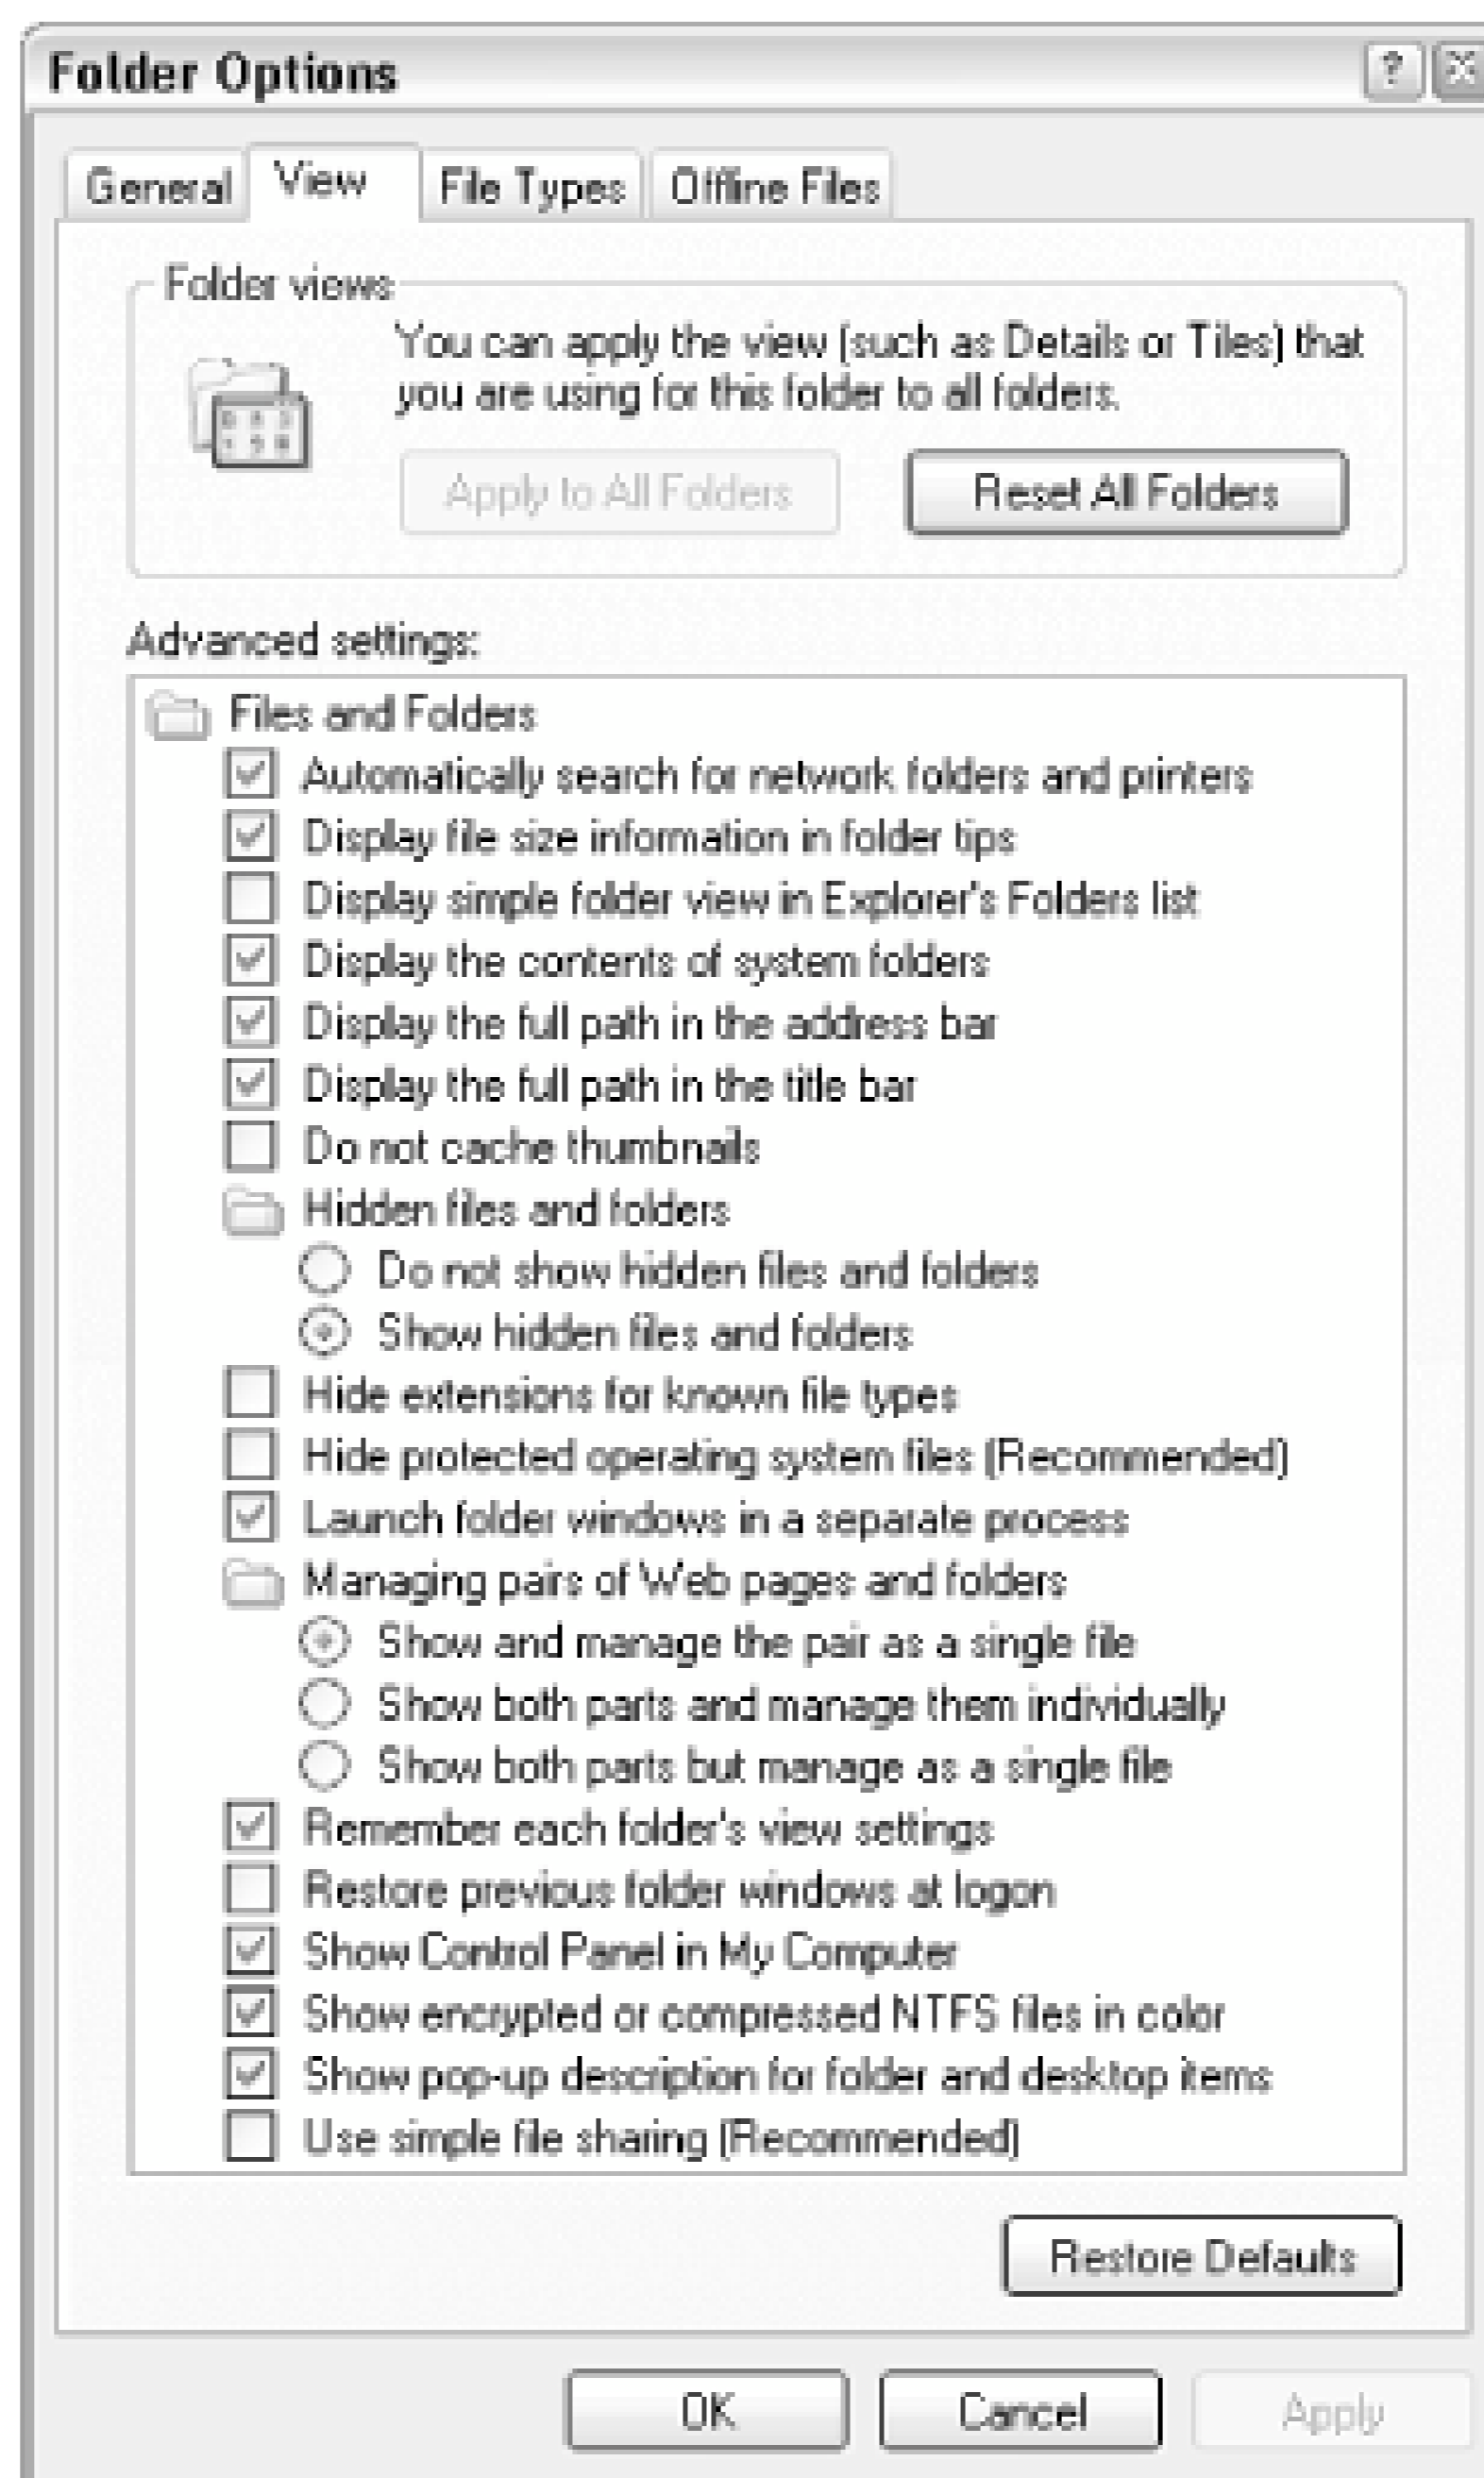 Folder Options
General View File Types Offline Files
Folder views
You can apply the view (such as Details or Tiles) that
you are using for this folder to all folders.
Apply to All Folders Reset All Folders
Advanced settings:
Files and Folders
Automatically search for network folders and printers
Display file size information in folder tips
Display simple folder view in Explorer's Folders list
Display the contents of system folders
Display the full path in the address bar
Display the full path in the title bar
Do not cache thumbnails
Hidden files and folders
Do not show hidden files and folders
Show hidden files and folders
Hide extensions for known file types
Hide protected operating system files (Recommended)
Launch folder windows in a separate process
Managing pairs of Web pages and folders
Show and manage the pair as a single file
Show both parts and manage them individually
Show both parts but manage as a single file
Remember each folder's view settings
Restore previous folder windows at logon
Show Control Panel in My Computer
Show encrypted or compressed NTFS files in color
Show pop-up description for folder and desktop items
Use simple file sharing (Recommended)
Restore Defaults
OK Cancel Apply